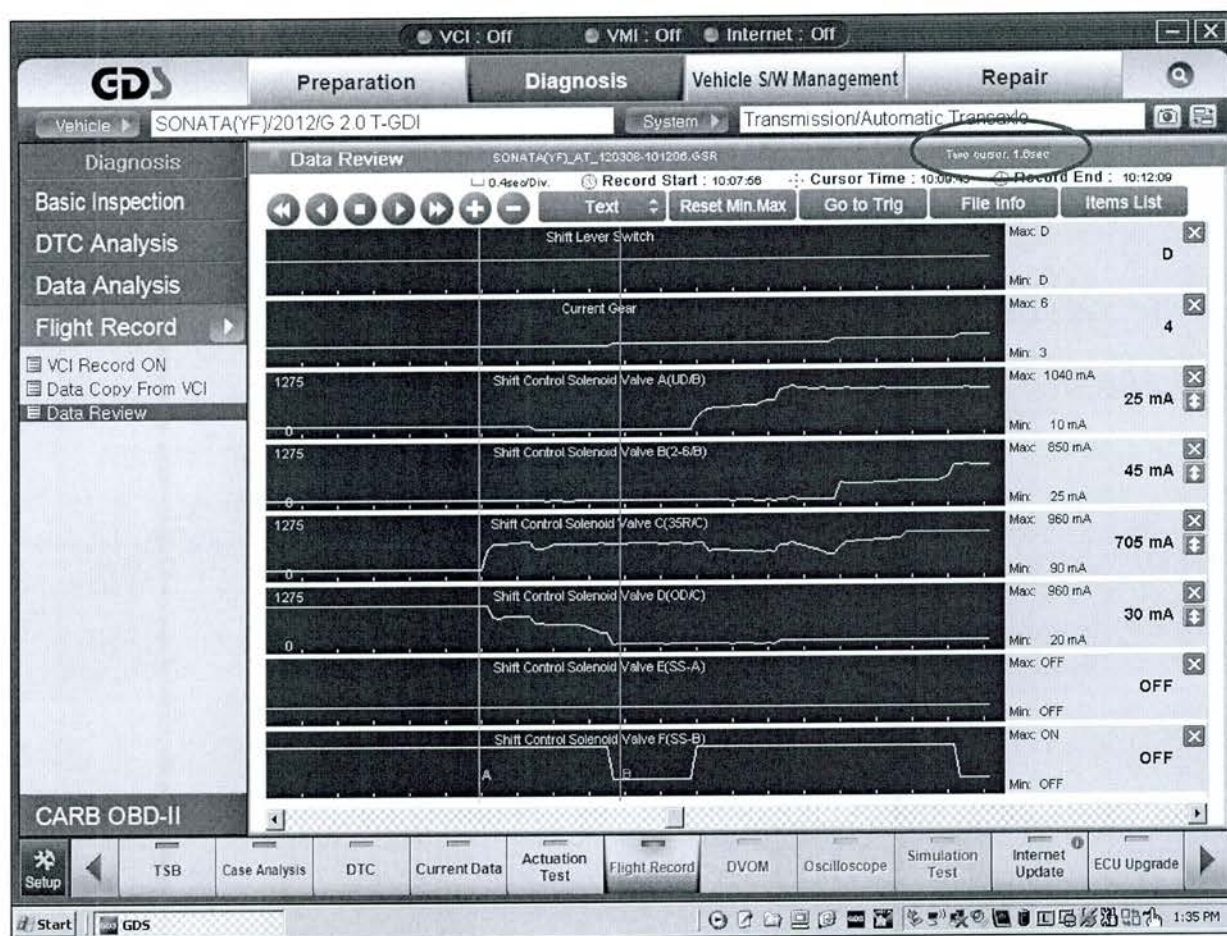 VCI : Off VMI : Off Internet : Off
GDS Preparation Diagnosis Vehicle S/W Management Repair
Vehicle SONATA(YF)/2012/G 2.0 T-GDI System Transmission/Automatic Transaxle
Diagnosis
Basic Inspection
DTC Analysis
Data Analysis
Flight Record
VCI Record ON
Data Copy From VCI
Data Review
CARB OBD-II
Data Review SONATA(YF)_AT_120308-101206.GSR Two cursor: 1.6sec
0.4sec/Div. Record Start : 10:07:56 Cursor Time : Record End : 10:12:09
Text Reset Min.Max Go to Trig File Info Items List
Shift Lever Switch Max: D
D
Min: D
Current Gear Max: 6
4
Min: 3
1275 Shift Control Solenoid Valve A(UD/B) Max: 1040 mA
25 mA
0 Min: 10 mA
1275 Shift Control Solenoid Valve B(2-6/B) Max: 850 mA
45 mA
0 Min: 25 mA
1275 Shift Control Solenoid Valve C(35R/C) Max: 960 mA
705 mA
0 Min: 90 mA
1275 Shift Control Solenoid Valve D(OD/C) Max: 960 mA
30 mA
0 Min: 20 mA
Shift Control Solenoid Valve E(SS-A) Max: OFF
OFF
Min: OFF
Shift Control Solenoid Valve F(SS-B) Max: ON
OFF
A B Min: OFF
Setup TSB Case Analysis DTC Current Data Actuation Test Flight Record DVOM Oscilloscope Simulation Test Internet Update ECU Upgrade
Start GDS 1:35 PM